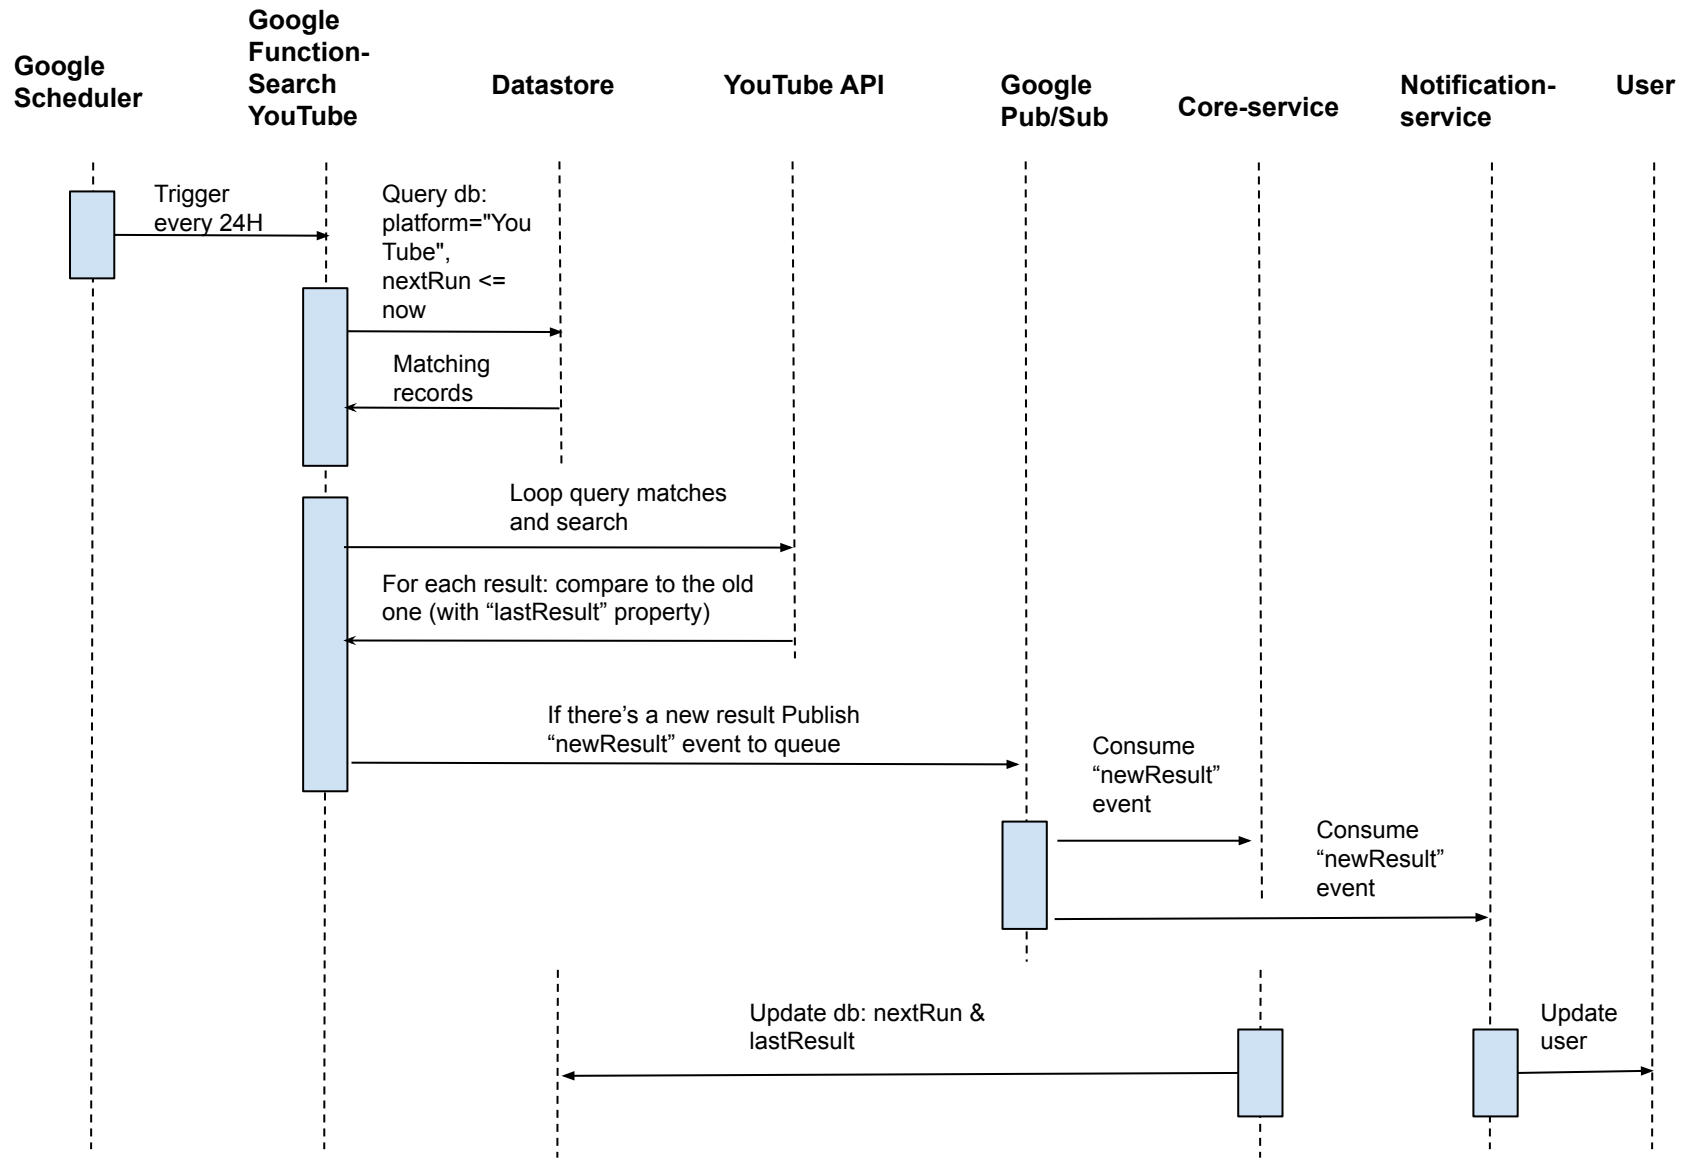 Google
Scheduler
Google
Function-
Search
YouTube
Datastore
YouTube API
Google
Pub/Sub
Core-service
Notification-
service
User
Trigger
every 24H
Query db:
platform="You
Tube",
nextRun <=
now
Matching
records
Loop query matches
and search
For each result: compare to the old
one (with “lastResult” property)
If there’s a new result Publish
“newResult” event to queue
Consume
“newResult”
event
Consume
“newResult”
event
Update db: nextRun &
lastResult
Update
user